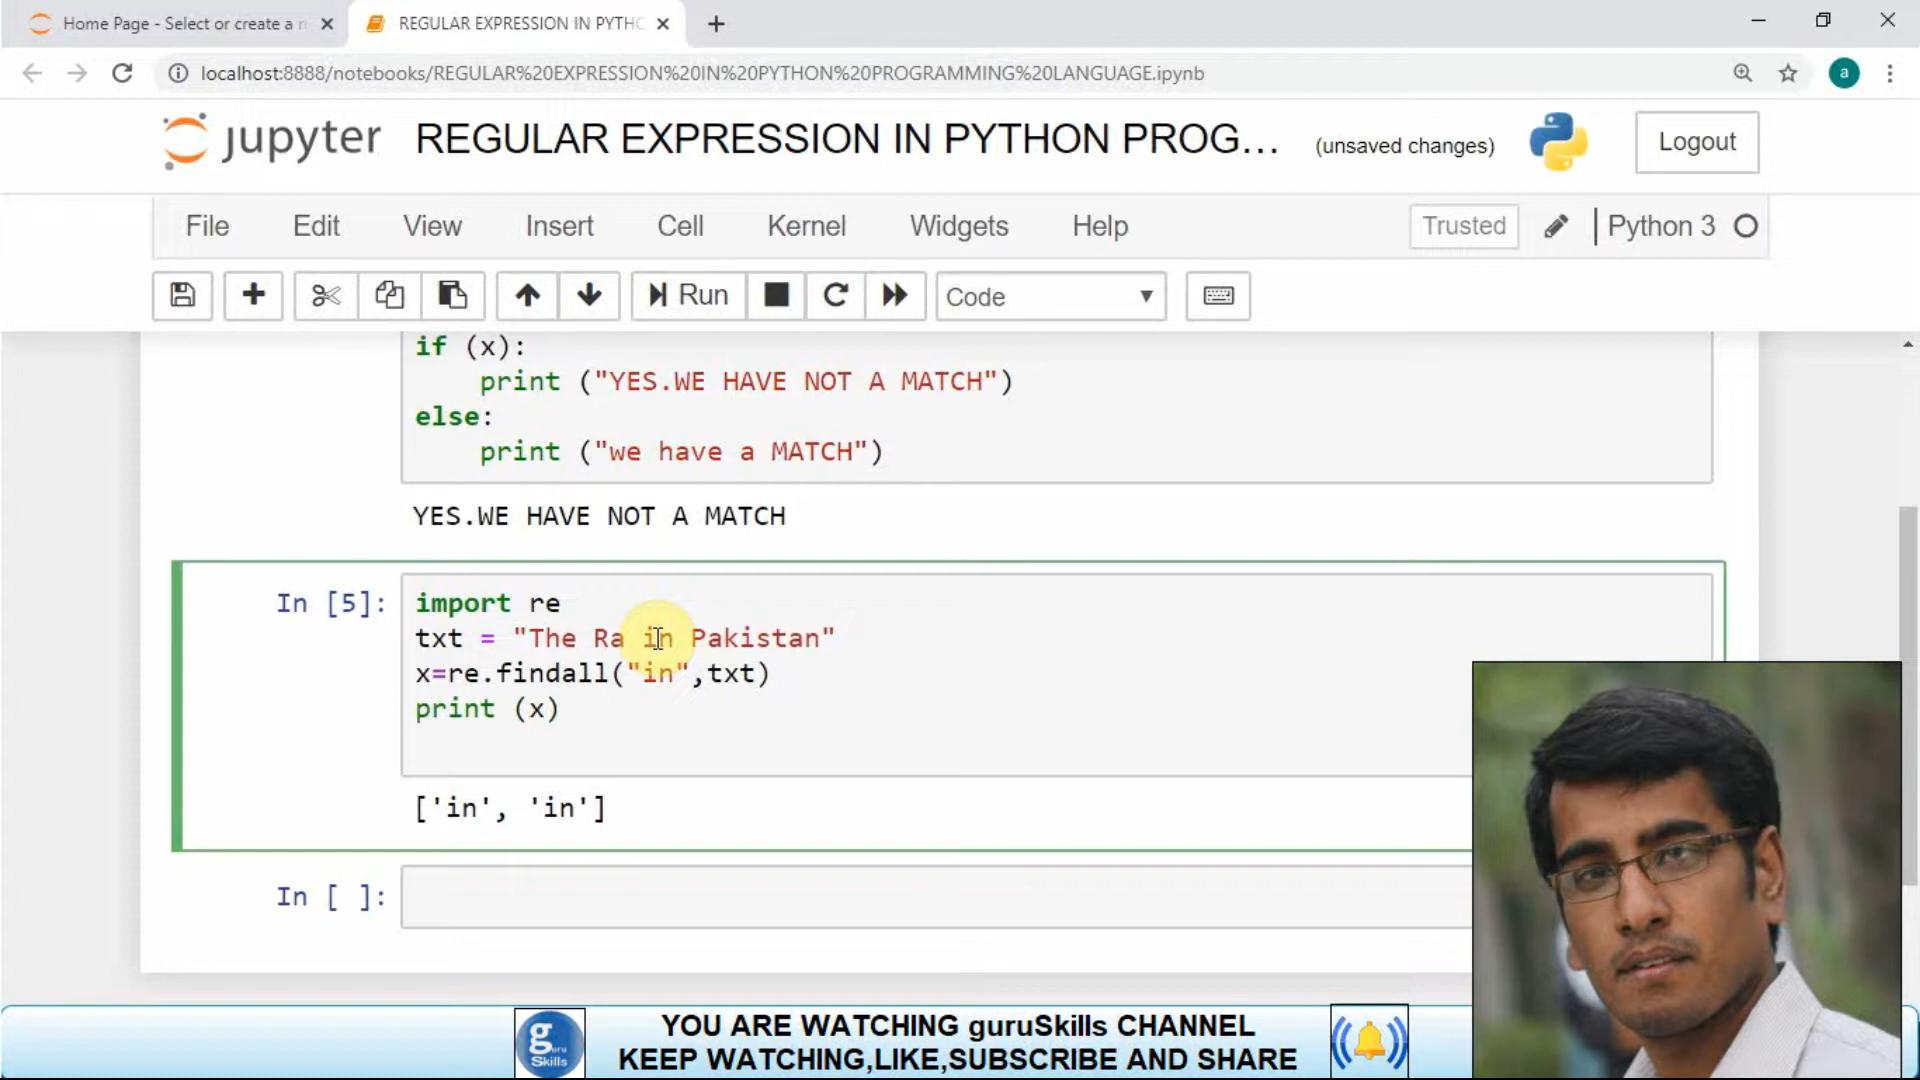 Home Page - Select or create a n
REGULAR EXPRESSION IN PYTHO
localhost:8888/notebooks/REGULAR%20EXPRESSION%20IN%20PYTHON%20PROGRAMMING%20LANGUAGE.ipynb
a
jupyter REGULAR EXPRESSION IN PYTHON PROG... (unsaved changes)
Logout
File Edit View Insert Cell Kernel Widgets Help
Trusted
Python 3
Run
Code
if (x):
    print ("YES.WE HAVE NOT A MATCH")
else:
    print ("we have a MATCH")
YES.WE HAVE NOT A MATCH
In [5]:
import re
txt = "The Ra in Pakistan"
x=re.findall("in",txt)
print (x)
['in', 'in']
In [ ]:
guru Skills
YOU ARE WATCHING guruSkills CHANNEL
KEEP WATCHING,LIKE,SUBSCRIBE AND SHARE